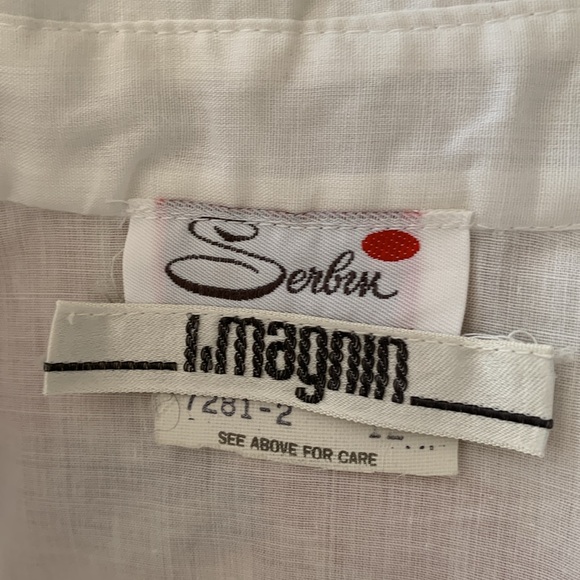 Serbin
I. magnin
7281-2
SEE ABOVE FOR CARE